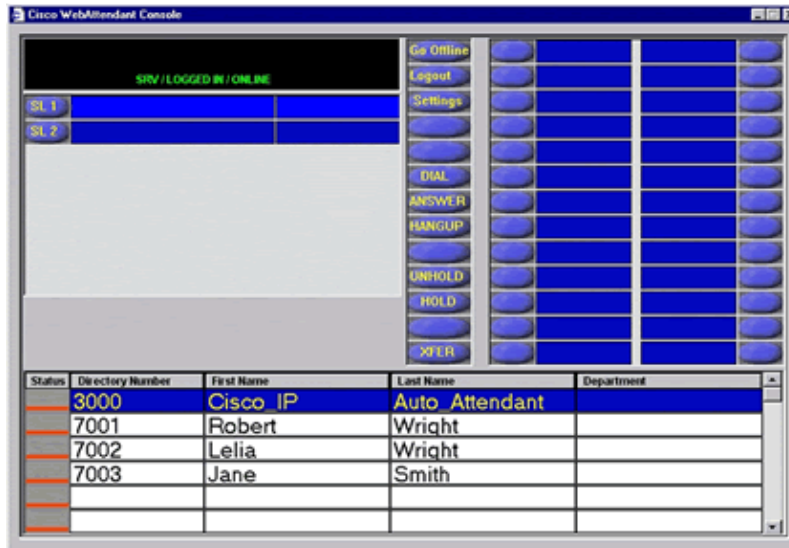 Cisco WebAttendant Console
SRV / LOGGED IN / ONLINE
SL 1
SL 2
Go Offline
Logout
Settings
DIAL
ANSWER
HANGUP
UNHOLD
HOLD
XFER
Status Directory Number First Name Last Name Department
3000 Cisco_IP Auto_Attendant
7001 Robert Wright
7002 Lelia Wright
7003 Jane Smith